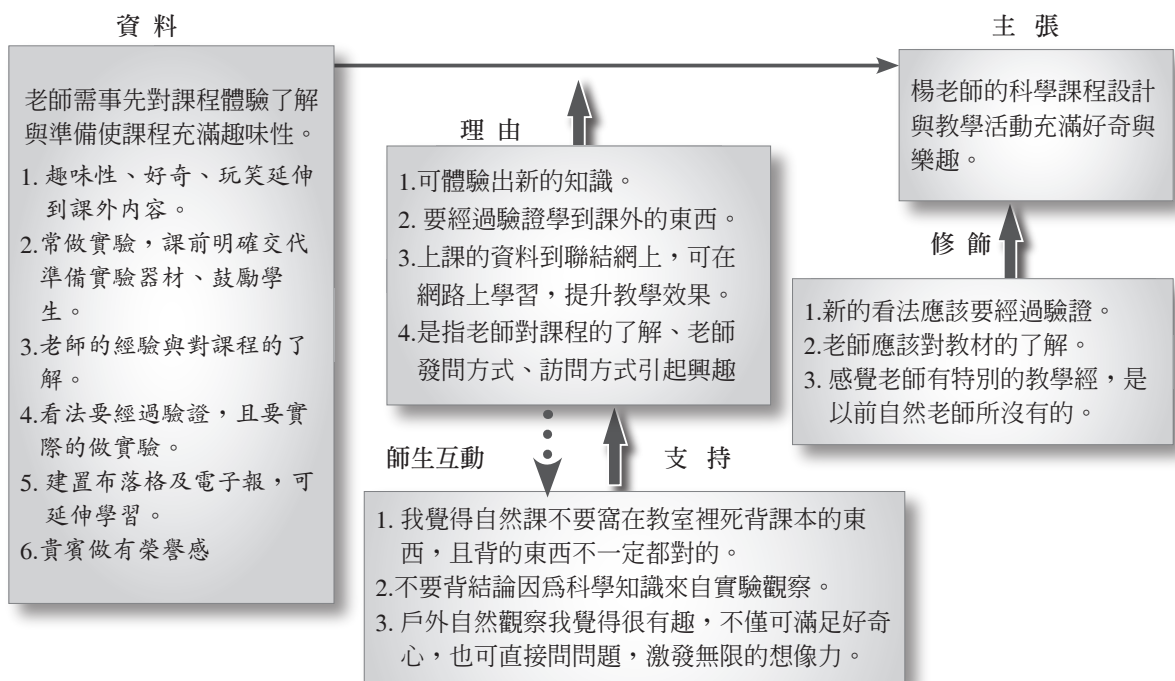 資料
老師需事先對課程體驗了解
與準備使課程充滿趣味性。
1. 趣味性、好奇、玩笑延伸
到課外內容。
2.常做實驗，課前明確交代
準備實驗器材、鼓勵學
生。
3.老師的經驗與對課程的了
解。
4.看法要經過驗證，且要實
際的做實驗。
5. 建置布落格及電子報，可
延伸學習。
6.貴賓做有榮譽感
理由
1.可體驗出新的知識。
2. 要經過驗證學到課外的東西。
3.上課的資料到聯結網上，可在
網路上學習，提升教學效果。
4.是指老師對課程的了解、老師
發問方式、訪問方式引起興趣
師生互動
支持
1. 我覺得自然課不要窩在教室裡死背課本的東
西，且背的東西不一定都對的。
2.不要背結論因為科學知識來自實驗觀察。
3. 戶外自然觀察我覺得很有趣，不僅可滿足好奇
心，也可直接問問題，激發無限的想像力。
主張
楊老師的科學課程設計
與教學活動充滿好奇與
樂趣。
修飾
1.新的看法應該要經過驗證。
2.老師應該對教材的了解。
3. 感覺老師有特別的教學經，是
以前自然老師所沒有的。